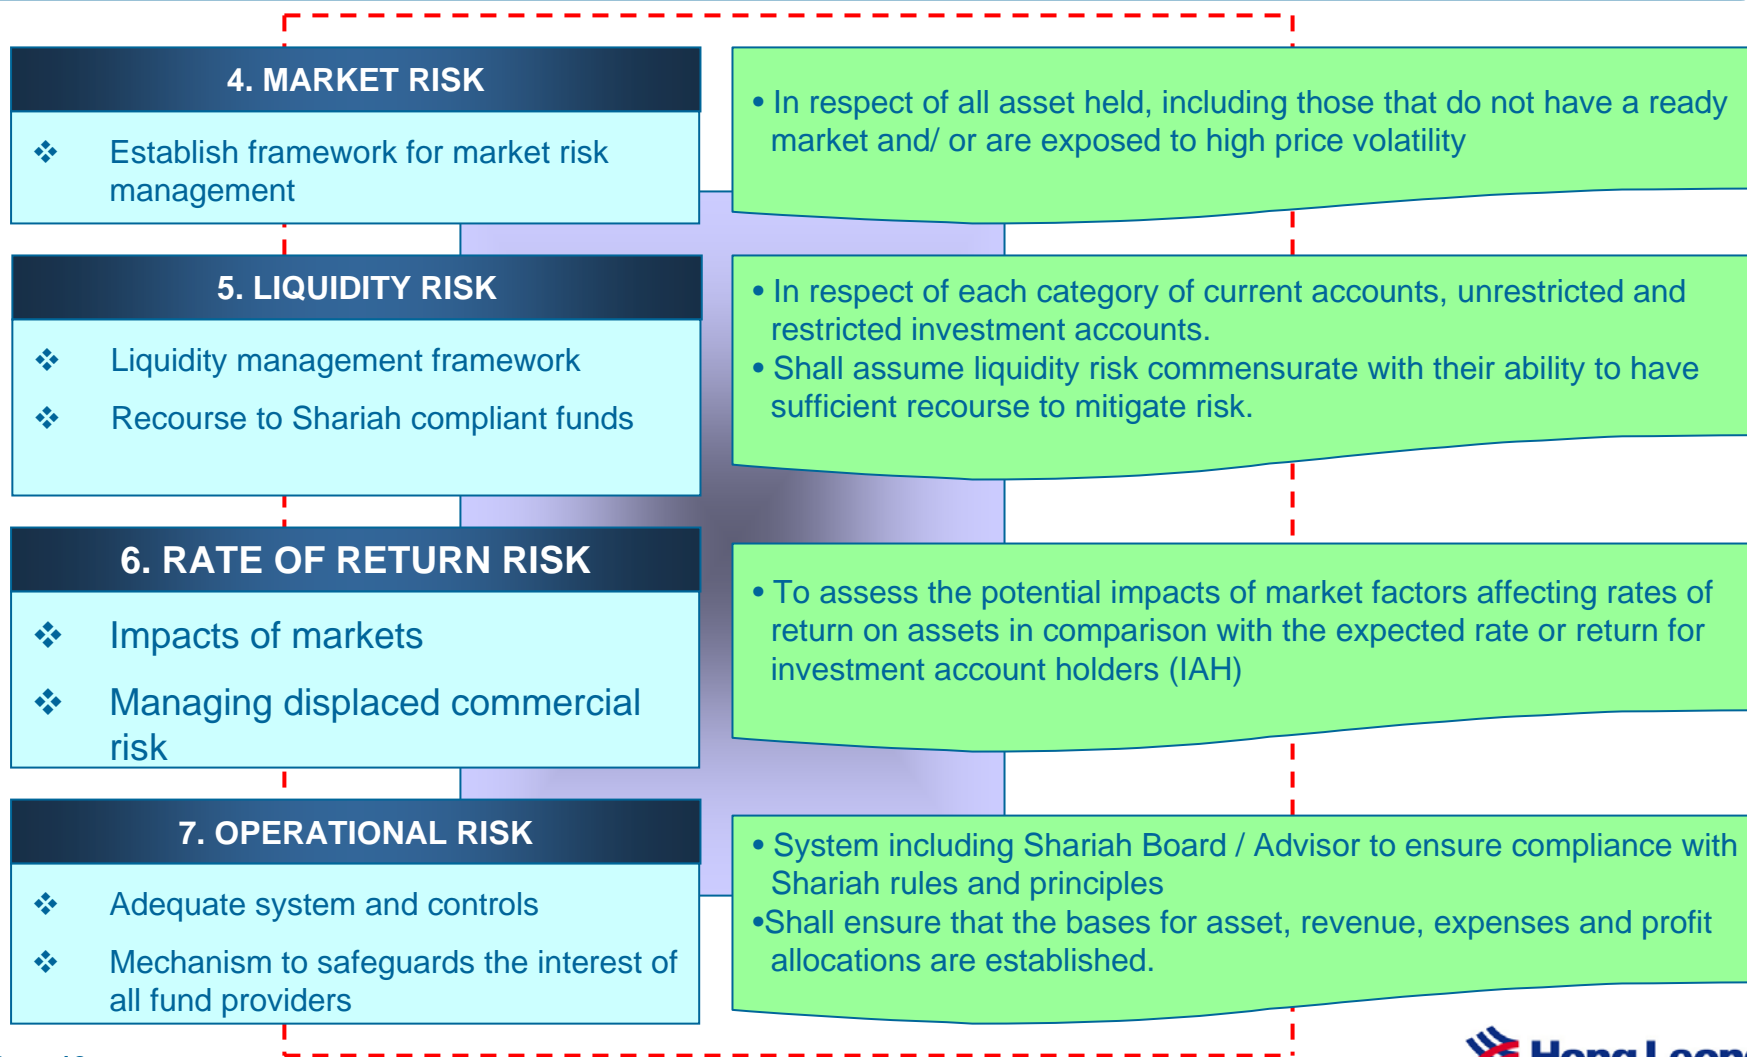 4. MARKET RISK
❖ Establish framework for market risk
management
• In respect of all asset held, including those that do not have a ready
market and/ or are exposed to high price volatility
5. LIQUIDITY RISK
❖ Liquidity management framework
❖ Recourse to Shariah compliant funds
• In respect of each category of current accounts, unrestricted and
restricted investment accounts.
• Shall assume liquidity risk commensurate with their ability to have
sufficient recourse to mitigate risk.
6. RATE OF RETURN RISK
❖ Impacts of markets
❖ Managing displaced commercial
risk
• To assess the potential impacts of market factors affecting rates of
return on assets in comparison with the expected rate or return for
investment account holders (IAH)
7. OPERATIONAL RISK
❖ Adequate system and controls
❖ Mechanism to safeguards the interest of
all fund providers
• System including Shariah Board / Advisor to ensure compliance with
Shariah rules and principles
•Shall ensure that the bases for asset, revenue, expenses and profit
allocations are established.
Hong Leong